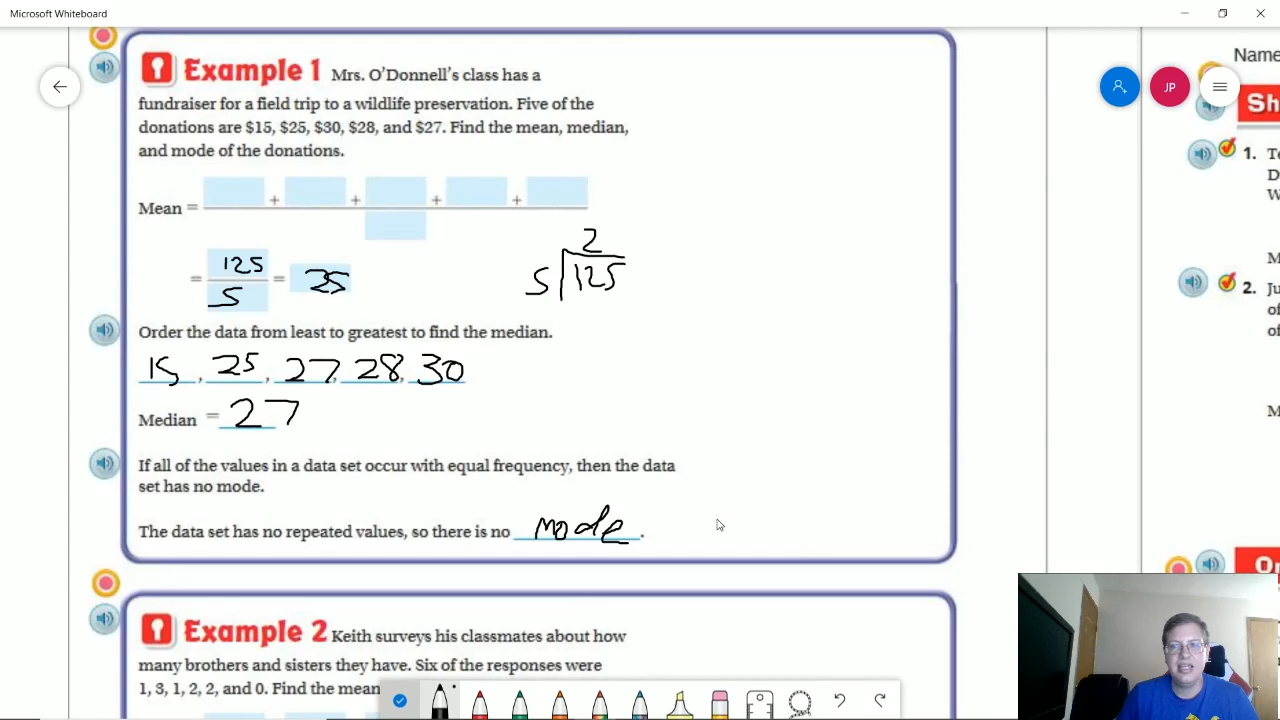 Microsoft Whiteboard
Example 1 Mrs. O'Donnell's class has a
fundraiser for a field trip to a wildlife preservation. Five of the
donations are $15, $25, $30, $28, and $27. Find the mean, median,
and mode of the donations.
Mean = + + + +
= 125 / 5 = 25
2
5 125
Order the data from least to greatest to find the median.
15, 25, 27, 28, 30
Median = 27
If all of the values in a data set occur with equal frequency, then the data
set has no mode.
The data set has no repeated values, so there is no mode.
Example 2 Keith surveys his classmates about how
many brothers and sisters they have. Six of the responses were
1, 3, 1, 2, 2, and 0. Find the mean
JP
Name
Sh
1. Te
D
W
M
2. Ju
of
of
M